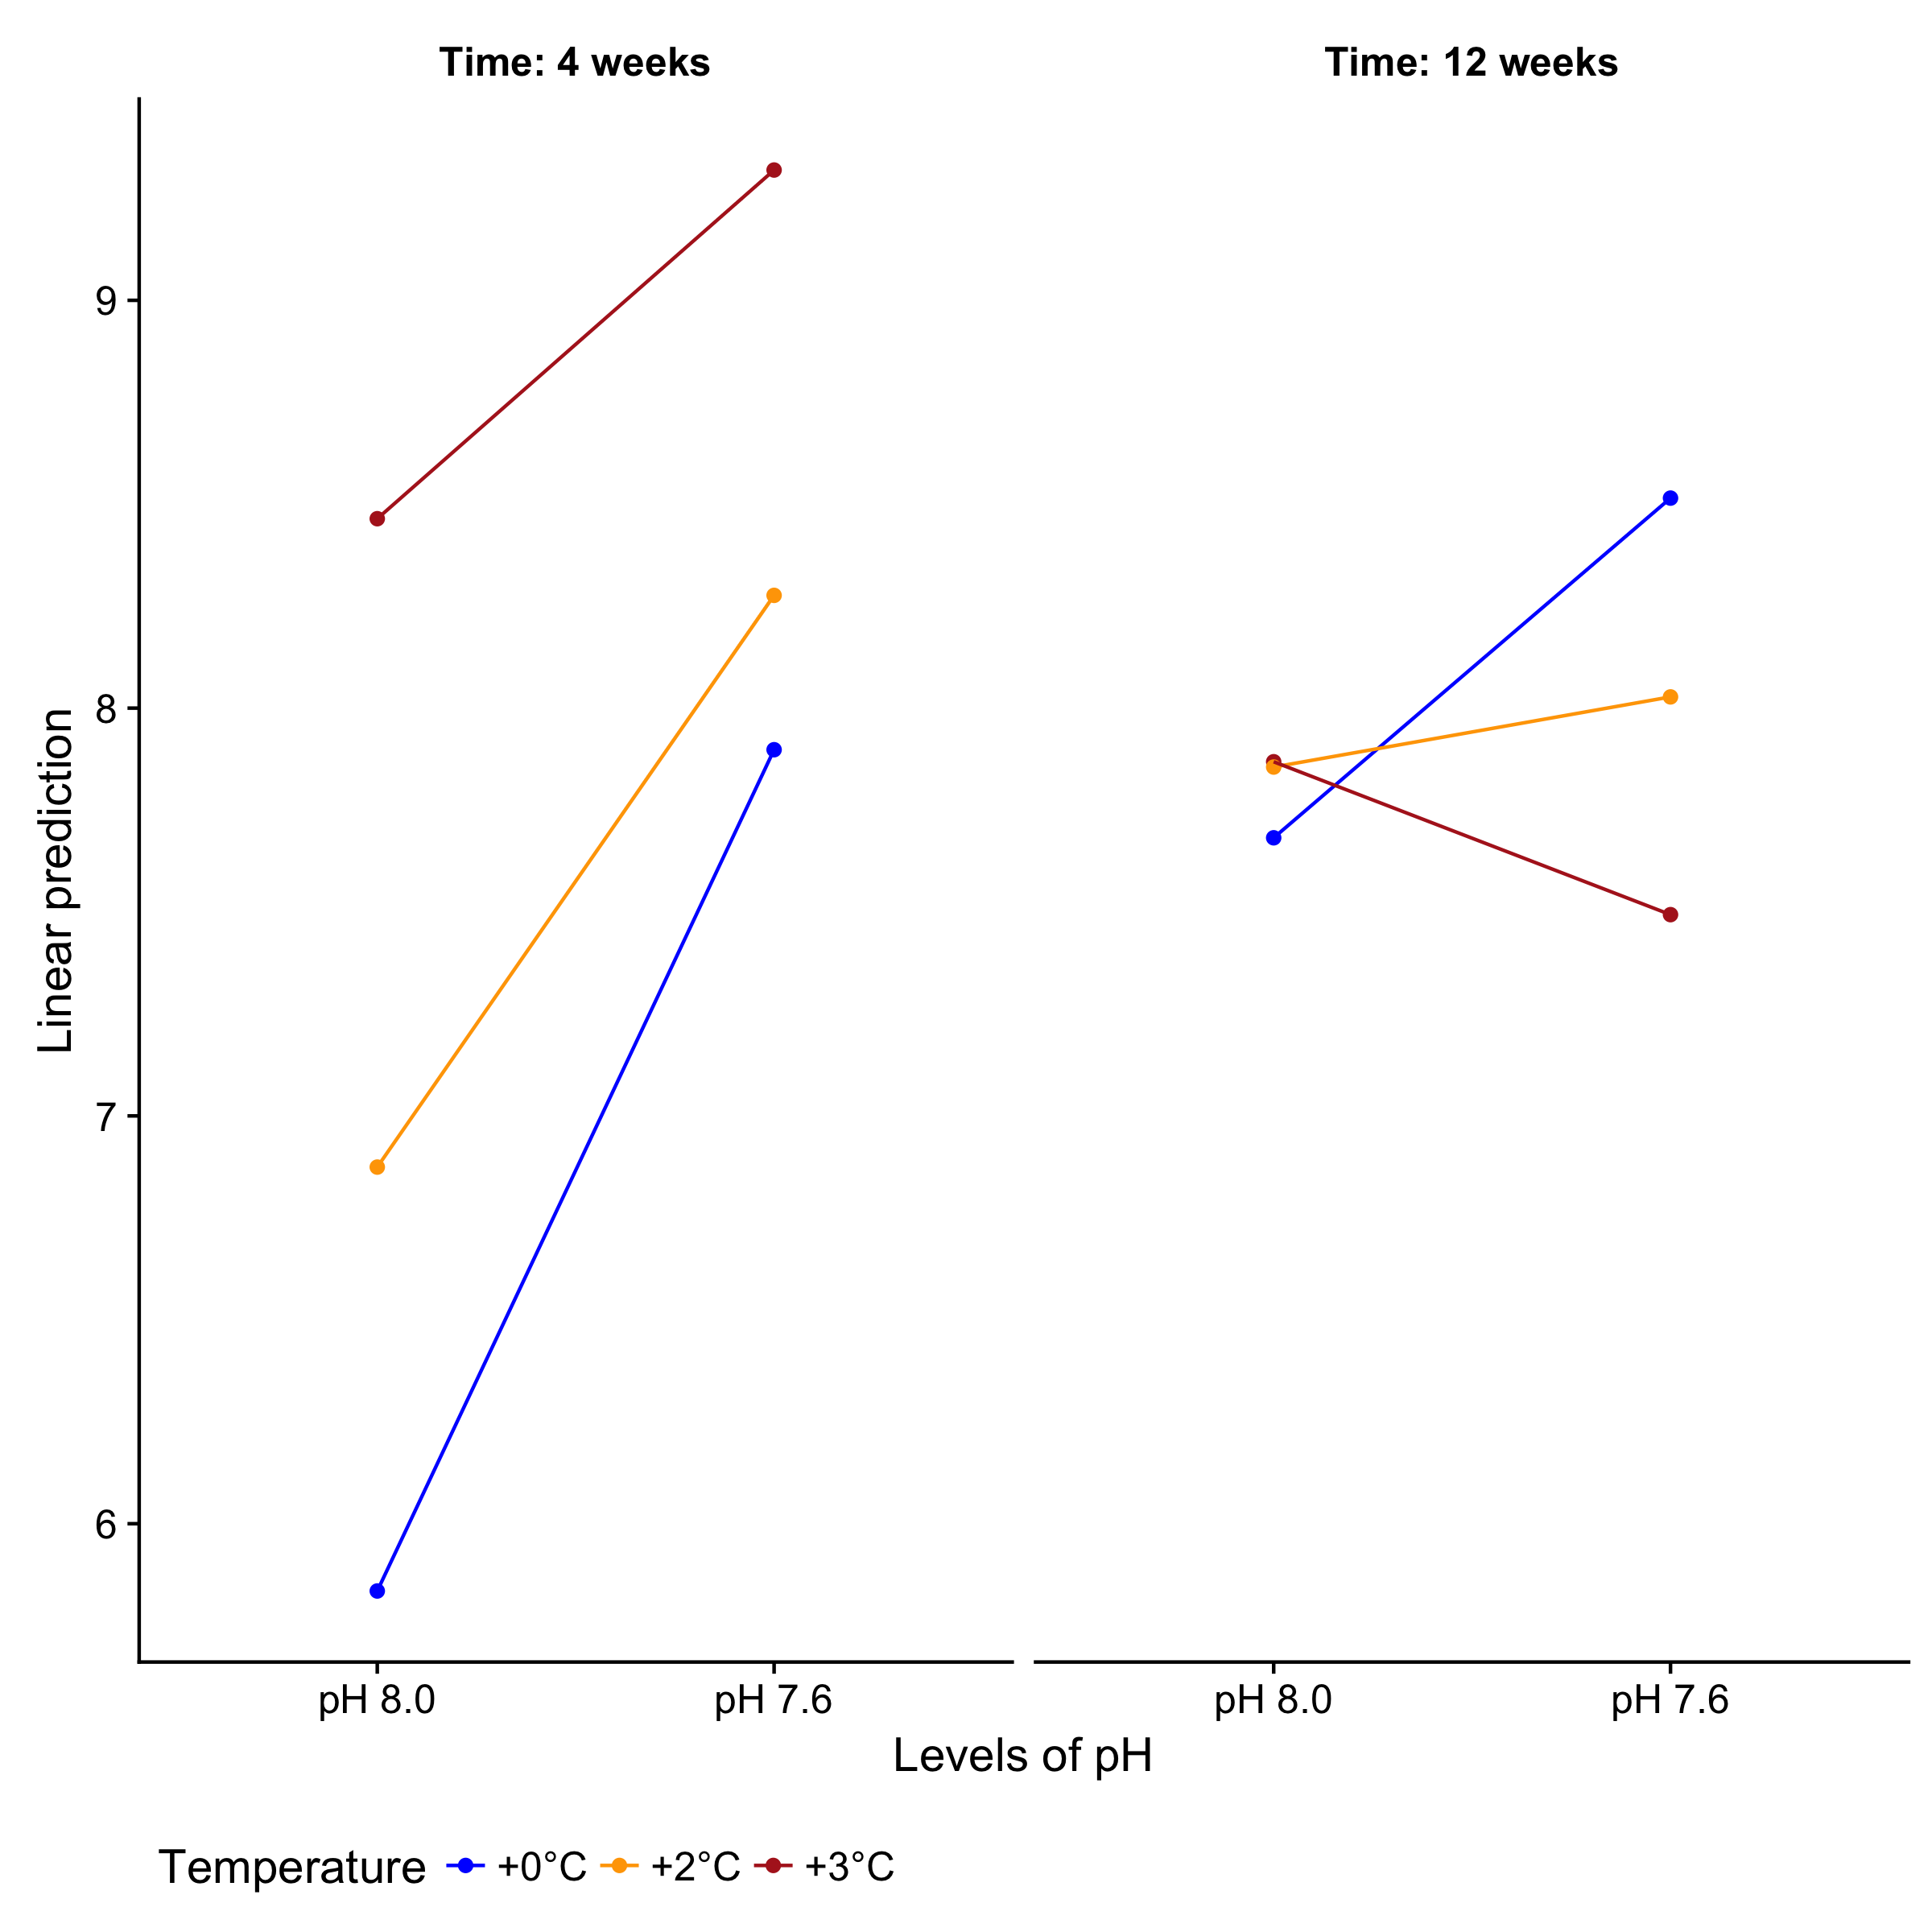 Time: 4 weeks
Time: 12 weeks
9
8
7
6
Linear prediction
pH 8.0
pH 7.6
pH 8.0
pH 7.6
Levels of pH
Temperature +0°C +2°C +3°C